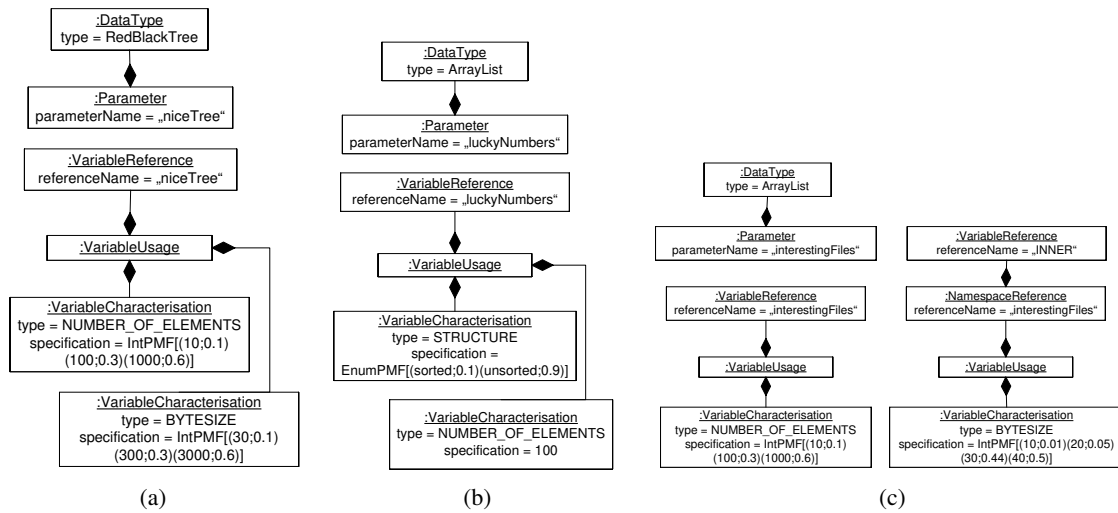 :DataType
type = RedBlackTree
:Parameter
parameterName = „niceTree“
:VariableReference
referenceName = „niceTree“
:VariableUsage
:VariableCharacterisation
type = NUMBER_OF_ELEMENTS
specification = IntPMF[(10;0.1)
(100;0.3)(1000;0.6)]
:VariableCharacterisation
type = BYTESIZE
specification = IntPMF[(30;0.1)
(300;0.3)(3000;0.6)]
(a)
:DataType
type = ArrayList
:Parameter
parameterName = „luckyNumbers“
:VariableReference
referenceName = „luckyNumbers“
:VariableUsage
:VariableCharacterisation
type = STRUCTURE
specification =
EnumPMF[(sorted;0.1)(unsorted;0.9)]
:VariableCharacterisation
type = NUMBER_OF_ELEMENTS
specification = 100
(b)
:DataType
type = ArrayList
:Parameter
parameterName = „interestingFiles“
:VariableReference
referenceName = „interestingFiles“
:VariableUsage
:VariableCharacterisation
type = NUMBER_OF_ELEMENTS
specification = IntPMF[(10;0.1)
(100;0.3)(1000;0.6)]
:VariableReference
referenceName = „INNER“
:NamespaceReference
referenceName = „interestingFiles“
:VariableUsage
:VariableCharacterisation
type = BYTESIZE
specification = IntPMF[(10;0.01)(20;0.05)
(30;0.44)(40;0.5)]
(c)